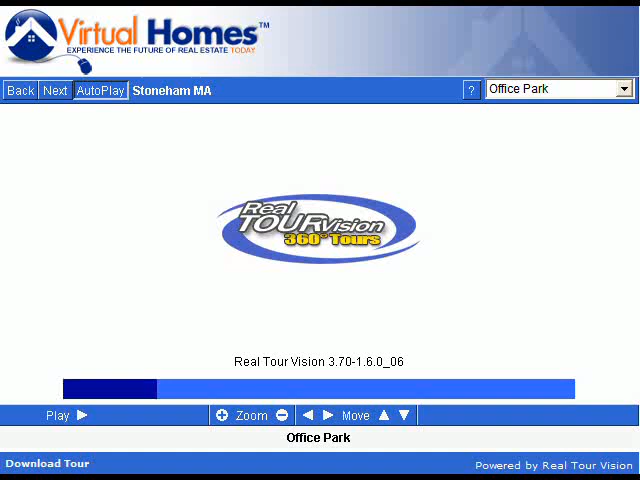 Virtual Homes™
EXPERIENCE THE FUTURE OF REAL ESTATE TODAY
Back Next AutoPlay Stoneham MA ? Office Park
Real
TOURVision
360° Tours
Real Tour Vision 3.70-1.6.0_06
Play Zoom Move
Office Park
Download Tour Powered by Real Tour Vision